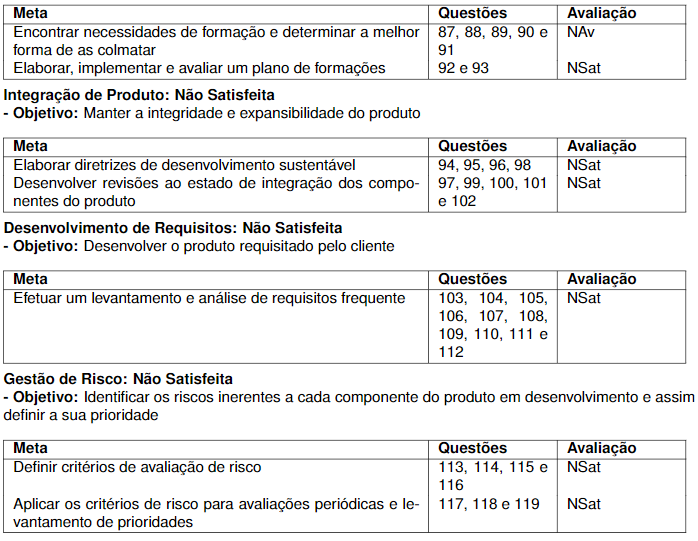 Meta Questões Avaliação
Encontrar necessidades de formação e determinar a melhor 87, 88, 89, 90 e NAv
forma de as colmatar 91
Elaborar, implementar e avaliar um plano de formações 92 e 93 NSat
Integração de Produto: Não Satisfeita
- Objetivo: Manter a integridade e expansibilidade do produto
Meta Questões Avaliação
Elaborar diretrizes de desenvolvimento sustentável 94, 95, 96, 98 NSat
Desenvolver revisões ao estado de integração dos compo- 97, 99, 100, 101 NSat
nentes do produto e 102
Desenvolvimento de Requisitos: Não Satisfeita
- Objetivo: Desenvolver o produto requisitado pelo cliente
Meta Questões Avaliação
Efetuar um levantamento e análise de requisitos frequente 103, 104, 105, NSat
106, 107, 108,
109, 110, 111 e
112
Gestão de Risco: Não Satisfeita
- Objetivo: Identificar os riscos inerentes a cada componente do produto em desenvolvimento e assim
definir a sua prioridade
Meta Questões Avaliação
Definir critérios de avaliação de risco 113, 114, 115 e NSat
116
Aplicar os critérios de risco para avaliações periódicas e le- 117, 118 e 119 NSat
vantamento de prioridades